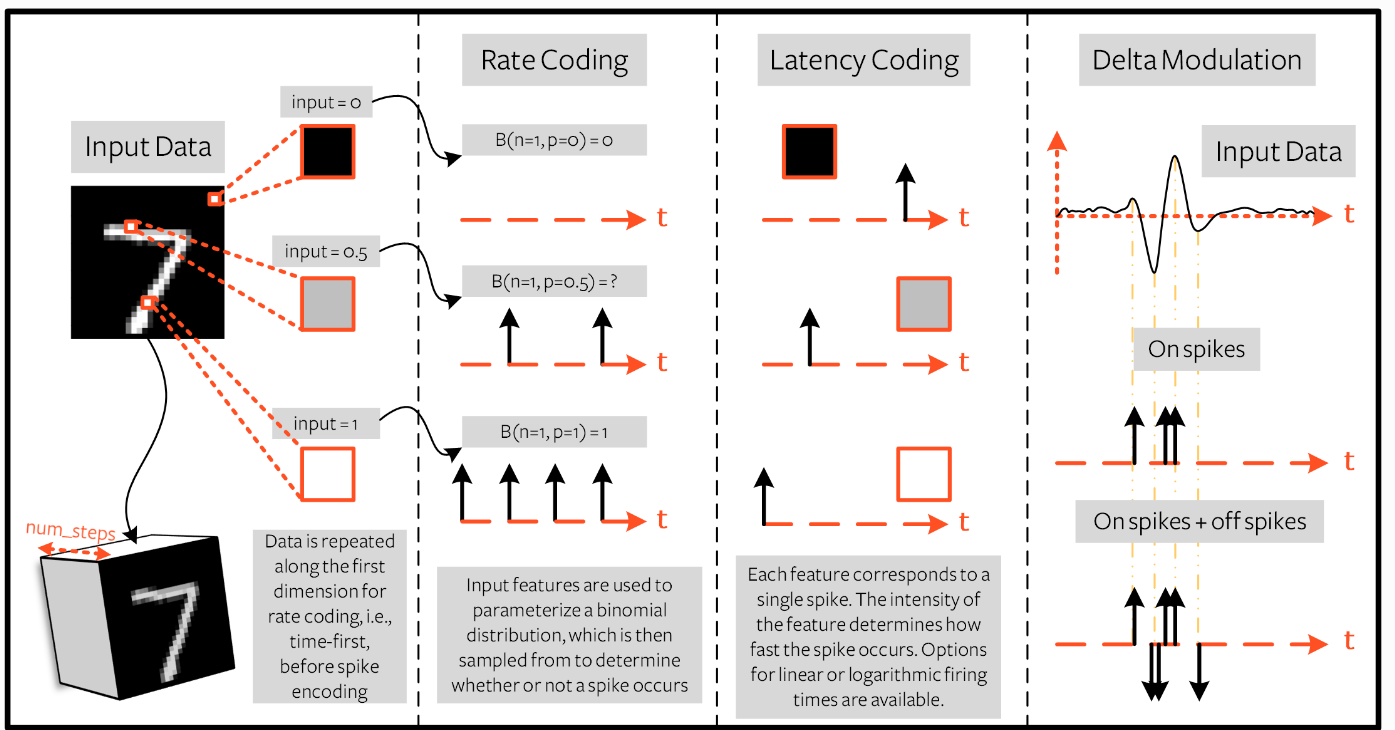 Input Data
input = 0
input = 0.5
input = 1
num_steps
Data is repeated
along the first
dimension for
rate coding, i.e.,
time-first,
before spike
encoding
Rate Coding
B(n=1, p=0) = 0
t
B(n=1, p=0.5) = ?
t
B(n=1, p=1) = 1
t
Input features are used to
parameterize a binomial
distribution, which is then
sampled from to determine
whether or not a spike occurs
Latency Coding
t
t
t
Each feature corresponds to a
single spike. The intensity of
the feature determines how
fast the spike occurs. Options
for linear or logarithmic firing
times are available.
Delta Modulation
Input Data
t
On spikes
t
On spikes + off spikes
t